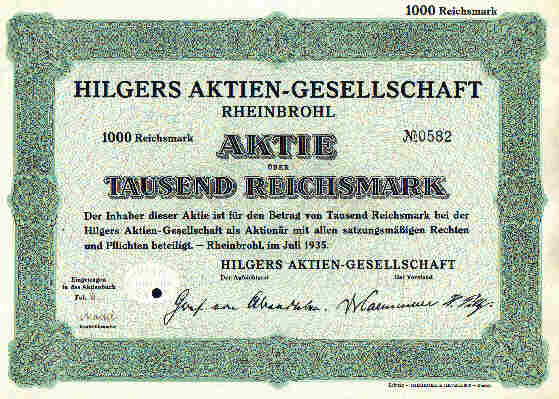 1000 Reichsmark
HILGERS AKTIEN-GESELLSCHAFT
RHEINBROHL
1000 Reichsmark
AKTIE
№0582
ÜBER
TAUSEND REICHSMARK
Der Inhaber dieser Aktie ist für den Betrag von Tausend Reichsmark bei der
Hilgers Aktien-Gesellschaft als Aktionär mit allen satzungsmäßigen Rechten
und Pflichten beteiligt. – Rheinbrohl, im Juli 1935.
HILGERS AKTIEN-GESELLSCHAFT
Der Aufsichtsrat
Der Vorstand
Eingetragen
in das Aktienbuch
Fol.
Graf von